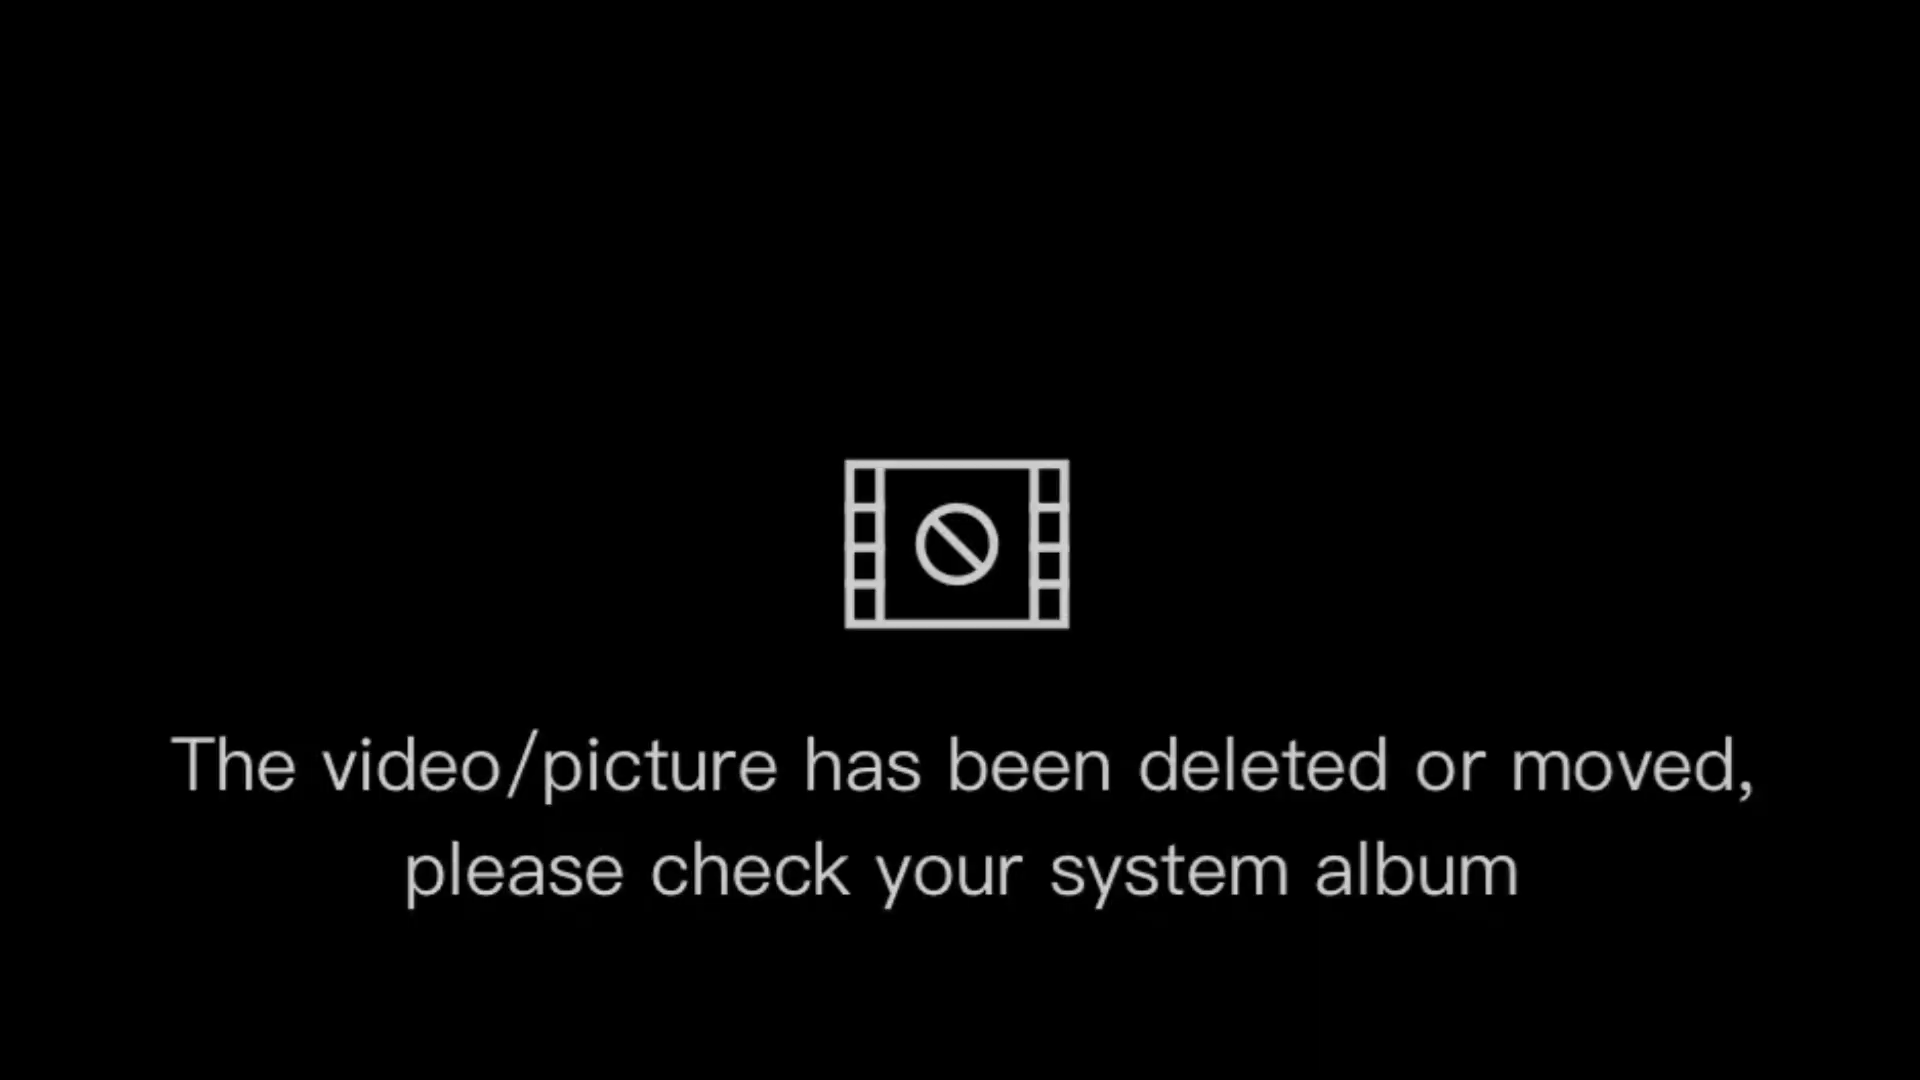 The video/picture has been deleted or moved,
please check your system album